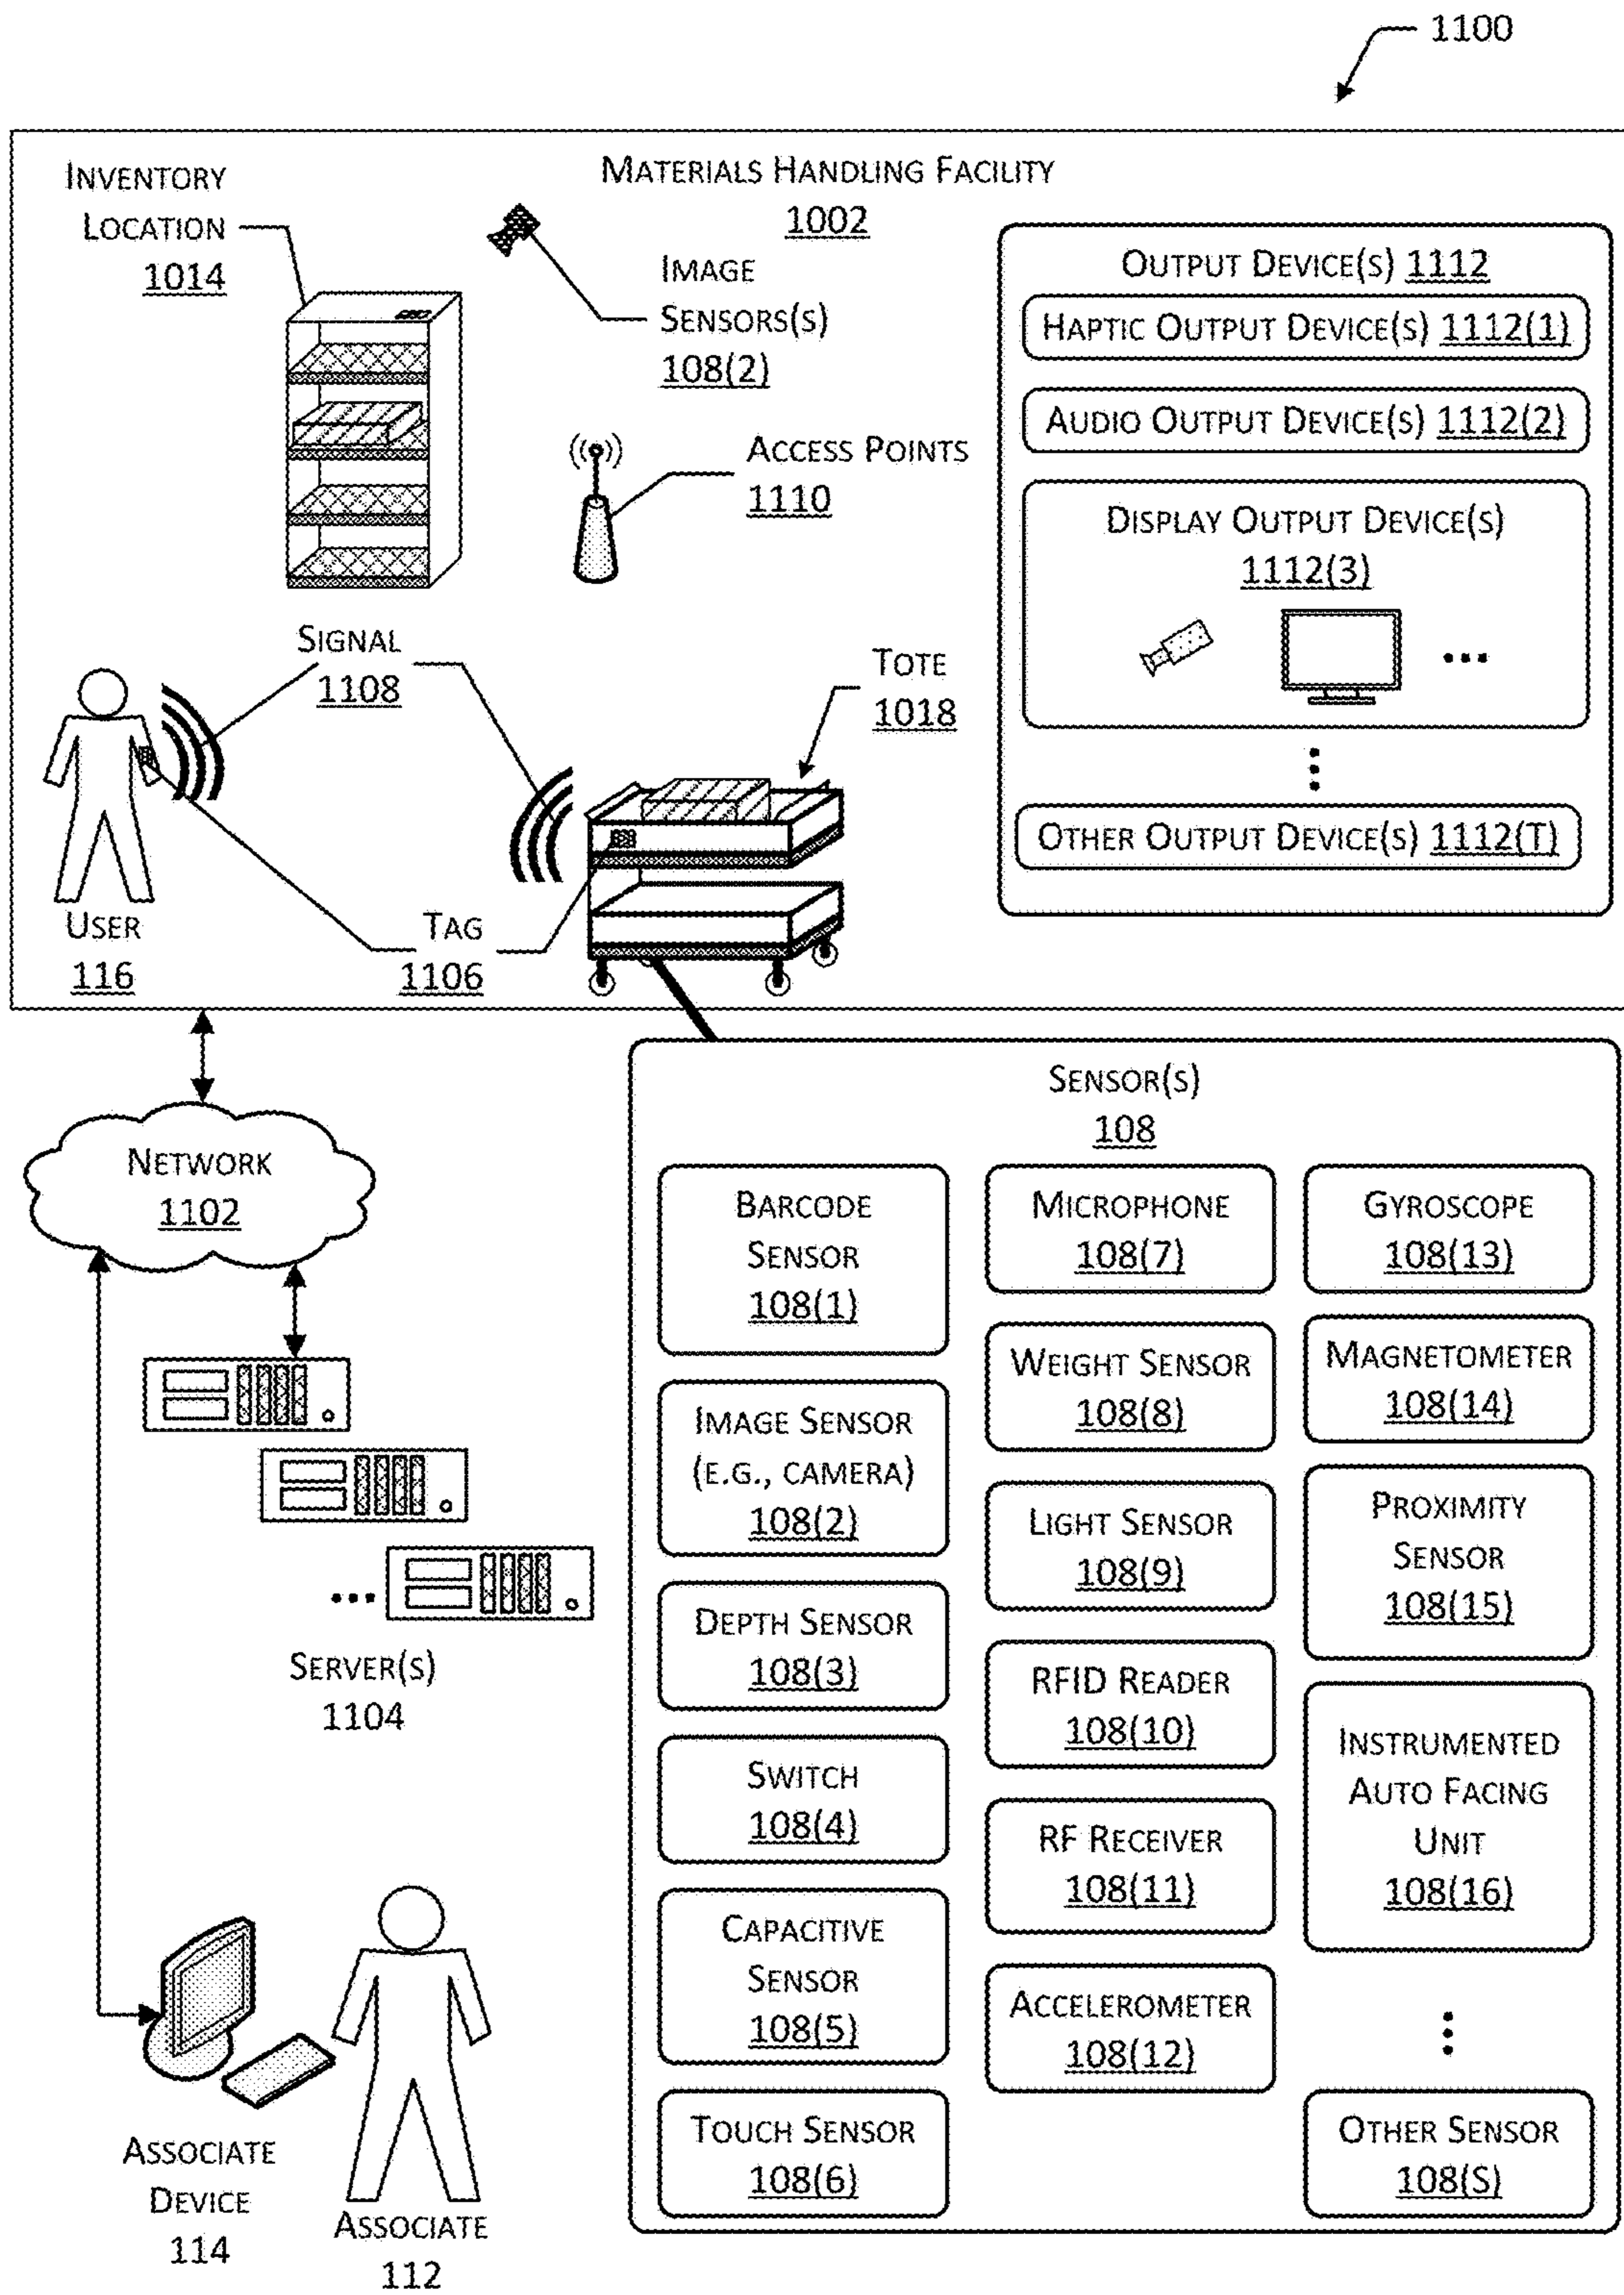 1100
MATERIALS HANDLING FACILITY
1002
INVENTORY
LOCATION
1014
IMAGE
SENSORS(S)
108(2)
ACCESS POINTS
1110
SIGNAL
1108
TOTE
1018
USER
116
TAG
1106
OUTPUT DEVICE(S) 1112
HAPTIC OUTPUT DEVICE(S) 1112(1)
AUDIO OUTPUT DEVICE(S) 1112(2)
DISPLAY OUTPUT DEVICE(S)
1112(3)
OTHER OUTPUT DEVICE(S) 1112(T)
NETWORK
1102
SERVER(S)
1104
ASSOCIATE
DEVICE
114
ASSOCIATE
112
SENSOR(S)
108
BARCODE
SENSOR
108(1)
IMAGE SENSOR
(E.G., CAMERA)
108(2)
DEPTH SENSOR
108(3)
SWITCH
108(4)
CAPACITIVE
SENSOR
108(5)
TOUCH SENSOR
108(6)
MICROPHONE
108(7)
WEIGHT SENSOR
108(8)
LIGHT SENSOR
108(9)
RFID READER
108(10)
RF RECEIVER
108(11)
ACCELEROMETER
108(12)
GYROSCOPE
108(13)
MAGNETOMETER
108(14)
PROXIMITY
SENSOR
108(15)
INSTRUMENTED
AUTO FACING
UNIT
108(16)
OTHER SENSOR
108(S)